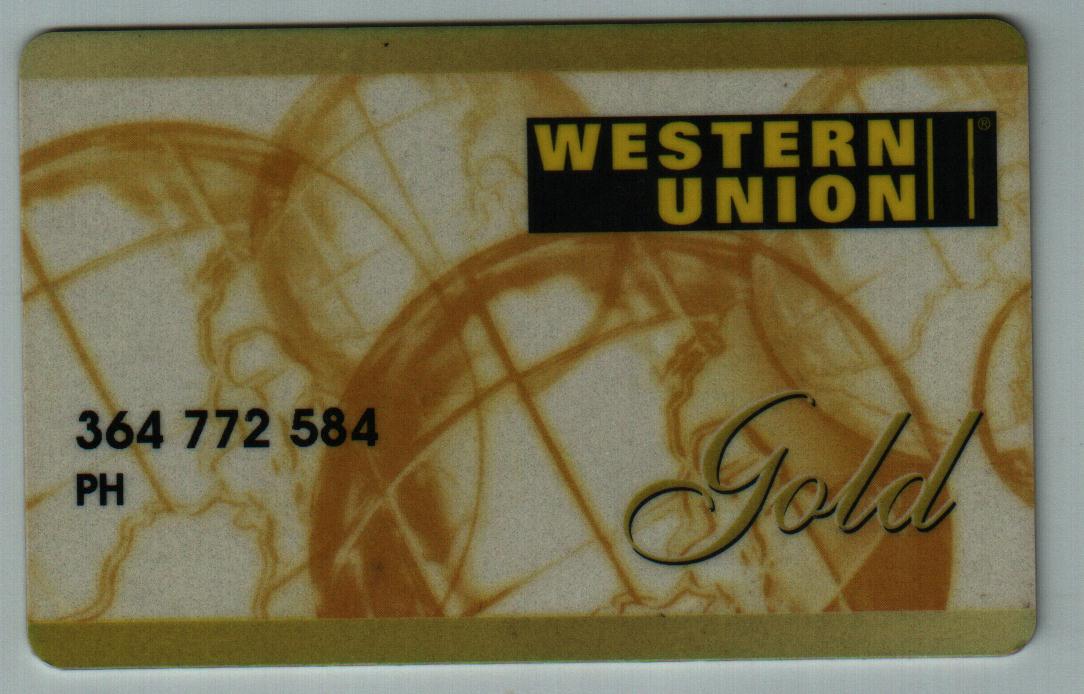 WESTERN
UNION ®
364 772 584
PH
Gold